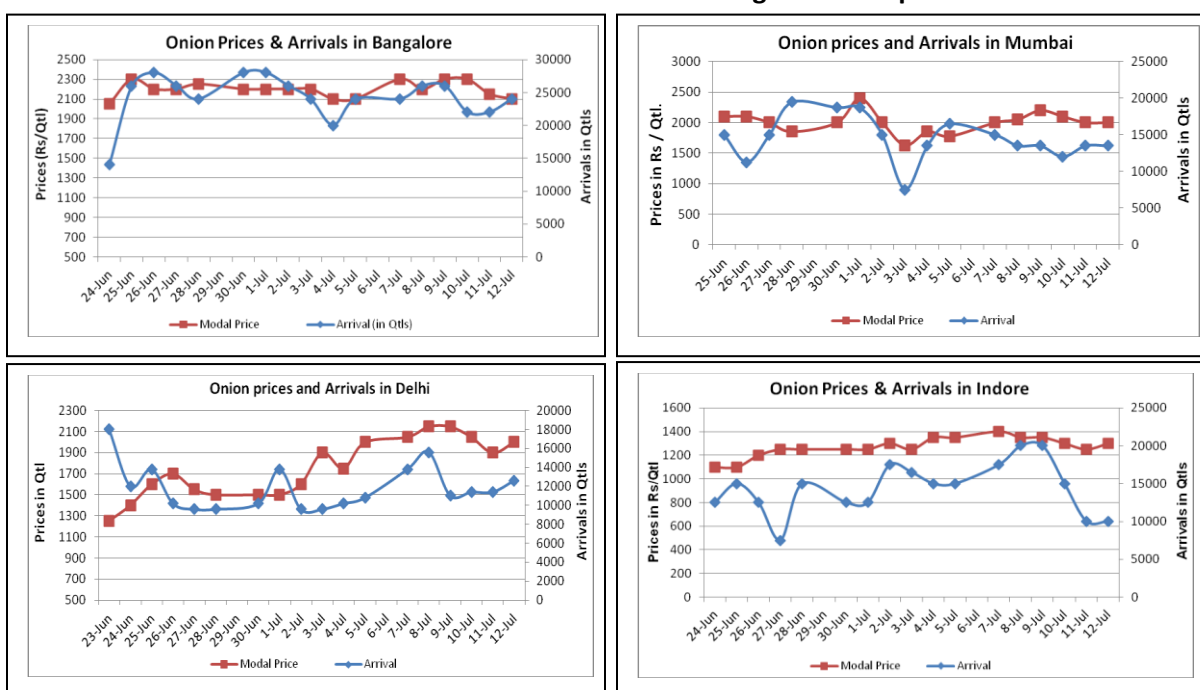 Onion Prices & Arrivals in Bangalore
Prices (Rs/Qtl)
2500
2300
2100
1900
1700
1500
1300
1100
900
700
500
30000
25000
20000
15000
10000
5000
0
Arrivals in Qtls
24-Jun
25-Jun
26-Jun
27-Jun
28-Jun
29-Jun
30-Jun
1-Jul
2-Jul
3-Jul
4-Jul
5-Jul
6-Jul
7-Jul
8-Jul
9-Jul
10-Jul
11-Jul
12-Jul
Modal Price
Arrival (in Qtls)
Onion prices and Arrivals in Mumbai
Prices in Rs / Qtl.
3000
2500
2000
1500
1000
500
0
25000
20000
15000
10000
5000
0
Arrivals in Qtls
25-Jun
26-Jun
27-Jun
28-Jun
29-Jun
30-Jun
1-Jul
2-Jul
3-Jul
4-Jul
5-Jul
6-Jul
7-Jul
8-Jul
9-Jul
10-Jul
11-Jul
12-Jul
Modal Price
Arrival
Onion prices and Arrivals in Delhi
Prices in Qtl
2300
2100
1900
1700
1500
1300
1100
900
700
500
20000
18000
16000
14000
12000
10000
8000
6000
4000
2000
0
Arrivals in Qtls
23-Jun
24-Jun
25-Jun
26-Jun
27-Jun
28-Jun
29-Jun
30-Jun
1-Jul
2-Jul
3-Jul
4-Jul
5-Jul
6-Jul
7-Jul
8-Jul
9-Jul
10-Jul
11-Jul
12-Jul
Modal Price
Arrival
Onion Prices & Arrivals in Indore
Prices in Rs/Qtl
1600
1400
1200
1000
800
600
400
200
0
25000
20000
15000
10000
5000
0
Arrivals in Qtls
24-Jun
25-Jun
26-Jun
27-Jun
28-Jun
29-Jun
30-Jun
1-Jul
2-Jul
3-Jul
4-Jul
5-Jul
6-Jul
7-Jul
8-Jul
9-Jul
10-Jul
11-Jul
12-Jul
Modal Price
Arrival